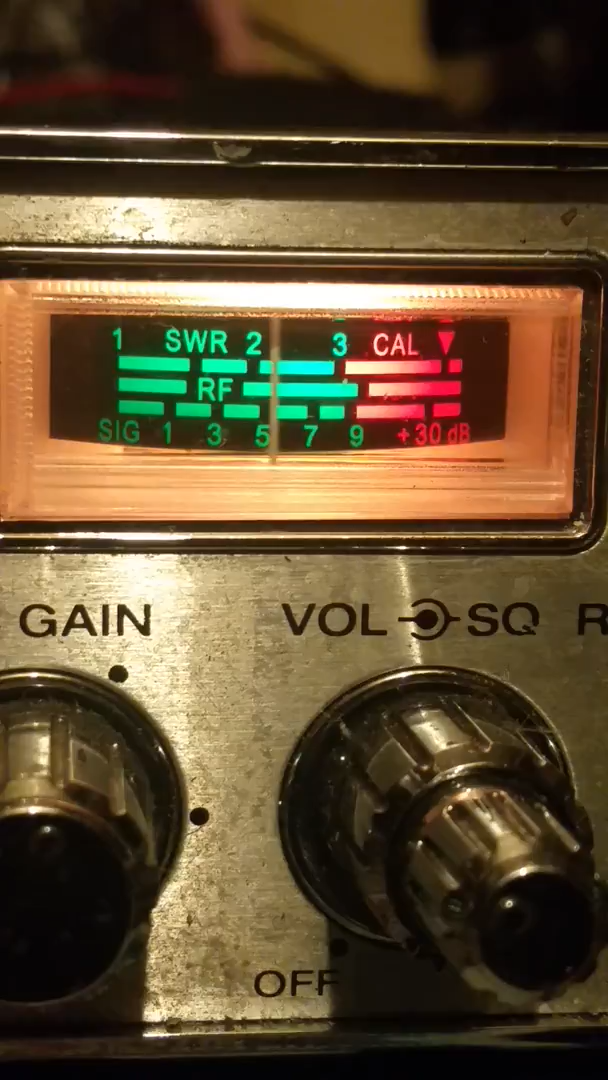 1 SWR 2 3 CAL
RF
SIG 1 3 5 7 9 +30 dB
GAIN VOL SQ R
OFF